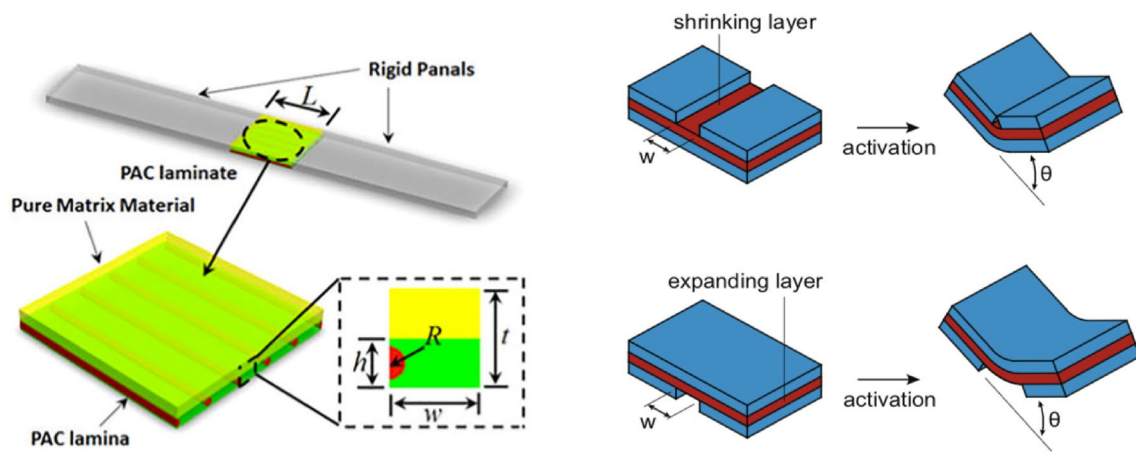 Rigid Panals
L
PAC laminate
Pure Matrix Material
R
h
t
w
PAC lamina
shrinking layer
w
activation
θ
expanding layer
w
activation
θ